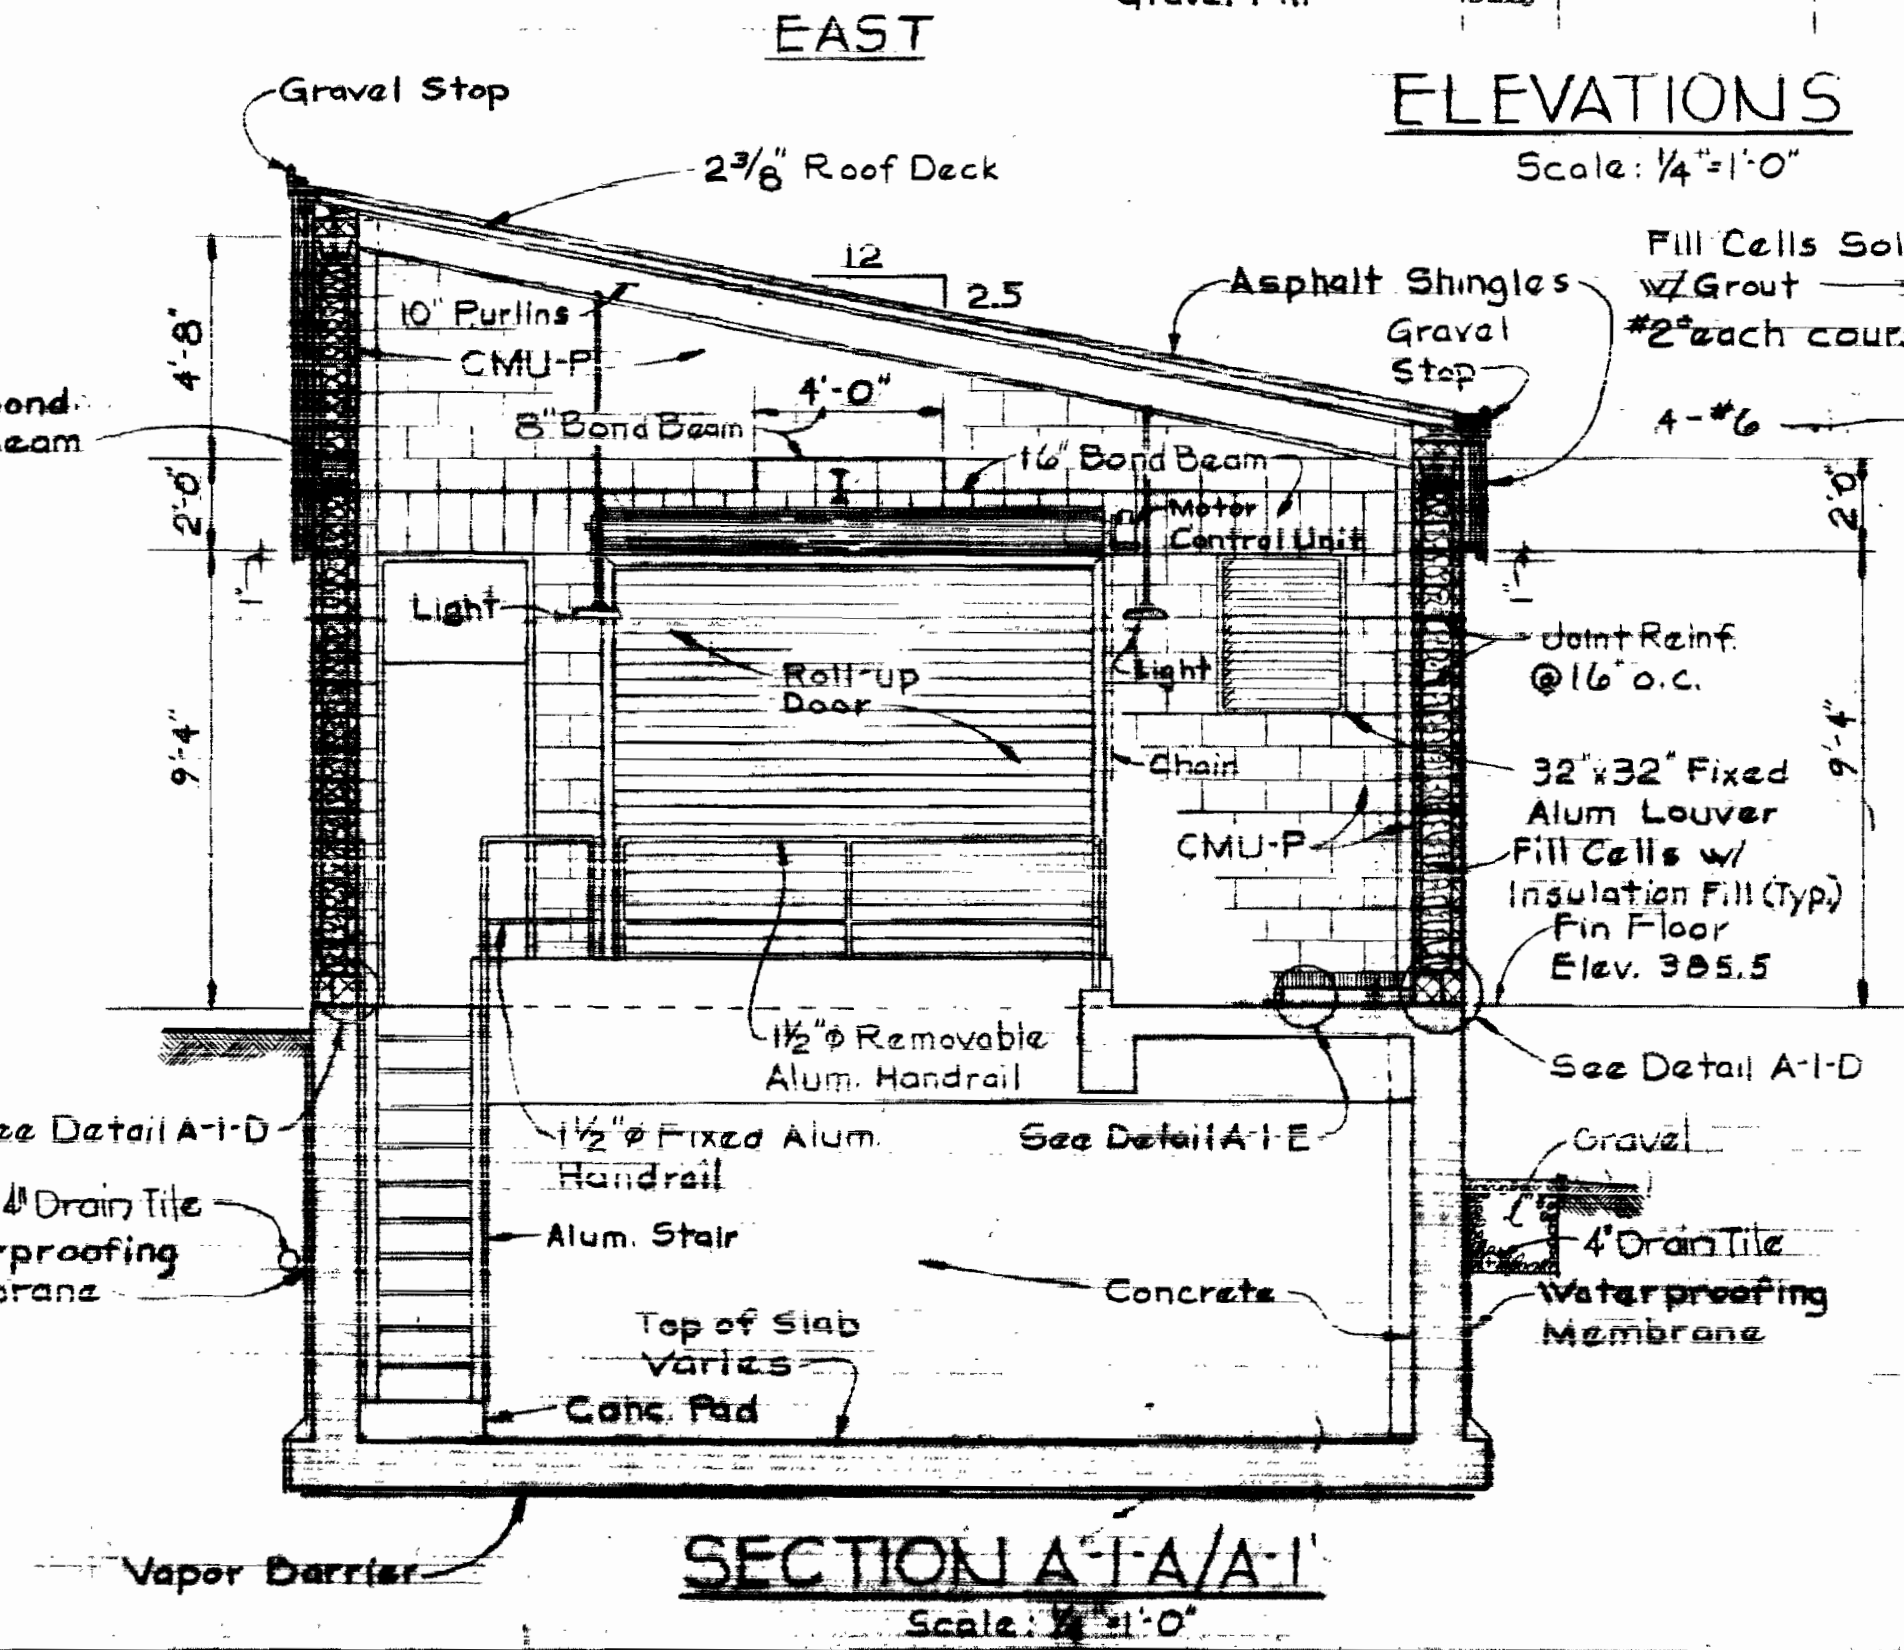 EAST
ELEVATIONS
Scale: 1/4"=1'-0"
Gravel Stop
2 3/8" Roof Deck
12
2.5
Asphalt Shingles
Gravel
Stop
Fill Cells Sol
w/ Grout
#2 each cour
4-#6
10" Purlins
CMU-P
4'-0"
8" Bond Beam
16" Bond Beam
Motor
Control Unit
4'-8"
2'-0"
9'-4"
1"
ond
eam
Light
Roll-up
Door
Light
Chain
CMU-P
2'-0"
1"
9'-4"
Joint Reinf.
@ 16" o.c.
32"x32" Fixed
Alum Louver
Fill Cells w/
Insulation Fill (Typ.)
Fin Floor
Elev. 385.5
See Detail A-1-D
1 1/2"φ Removable
Alum. Handrail
1 1/2"φ Fixed Alum.
Handrail
See Detail A-1-E
ee Detail A-1-D
4" Drain Tile
rproofing
brane
Alum. Stair
Concrete
Gravel
4" Drain Tile
Waterproofing
Membrane
Top of Slab
Varies
Conc. Pad
Vapor Barrier
SECTION A-1-A/A-1
Scale: 1/4"=1'-0"